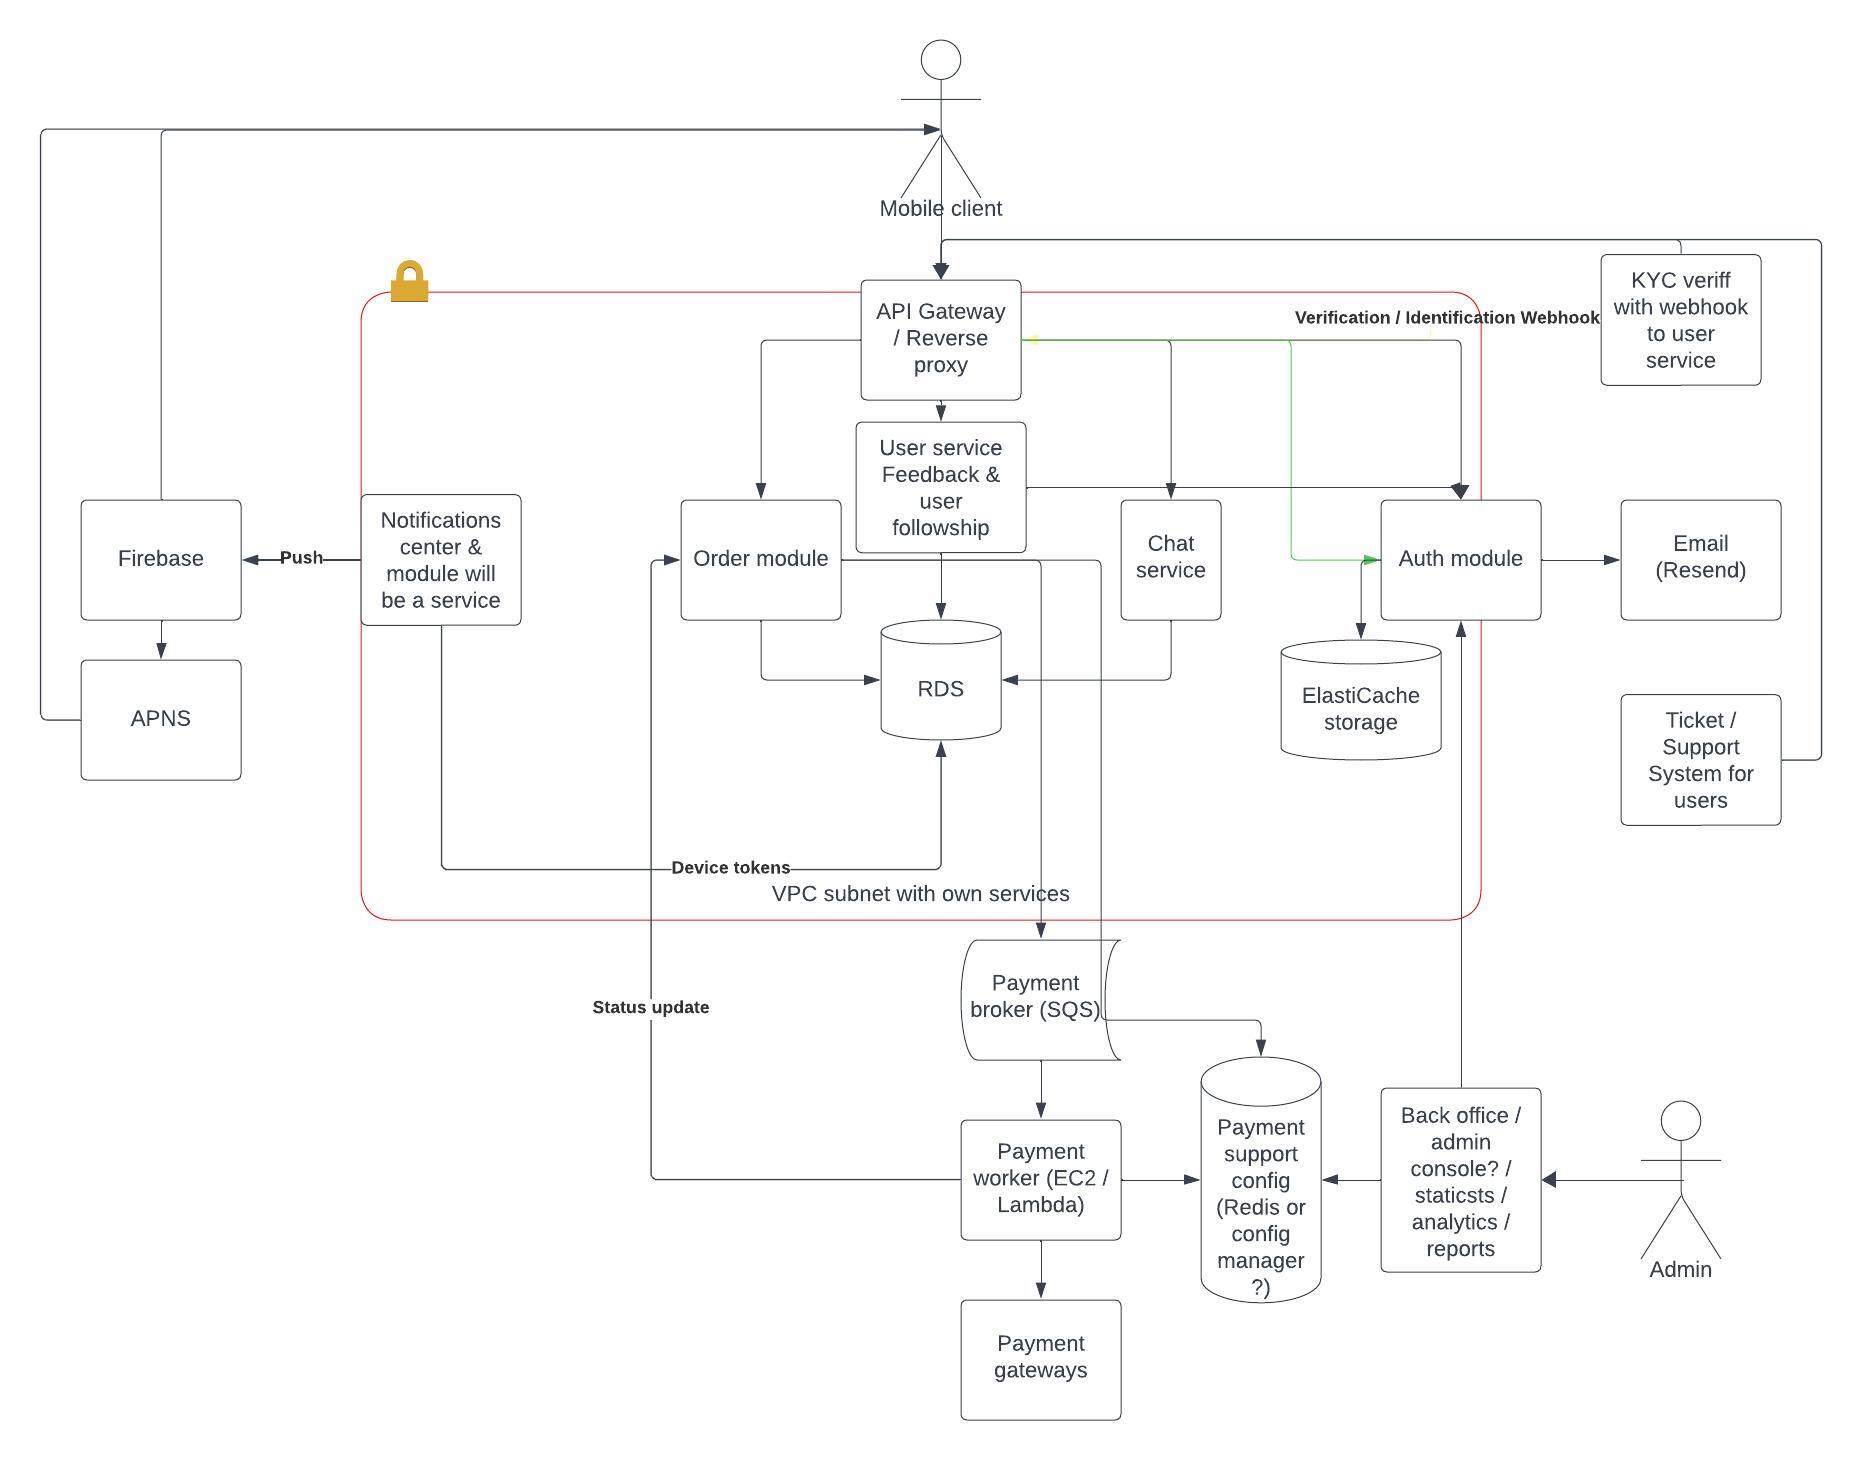 Mobile client
API Gateway
/ Reverse
proxy
Verification / Identification Webhook
KYC veriff
with webhook
to user
service
User service
Feedback &
user
followship
Firebase
Push
Notifications
center &
module will
be a service
Order module
Chat
service
Auth module
Email
(Resend)
APNS
RDS
ElastiCache
storage
Ticket /
Support
System for
users
Device tokens
VPC subnet with own services
Status update
Payment
broker (SQS)
Payment
worker (EC2 /
Lambda)
Payment
support
config
(Redis or
config
manager
?)
Back office /
admin
console? /
staticsts /
analytics /
reports
Admin
Payment
gateways